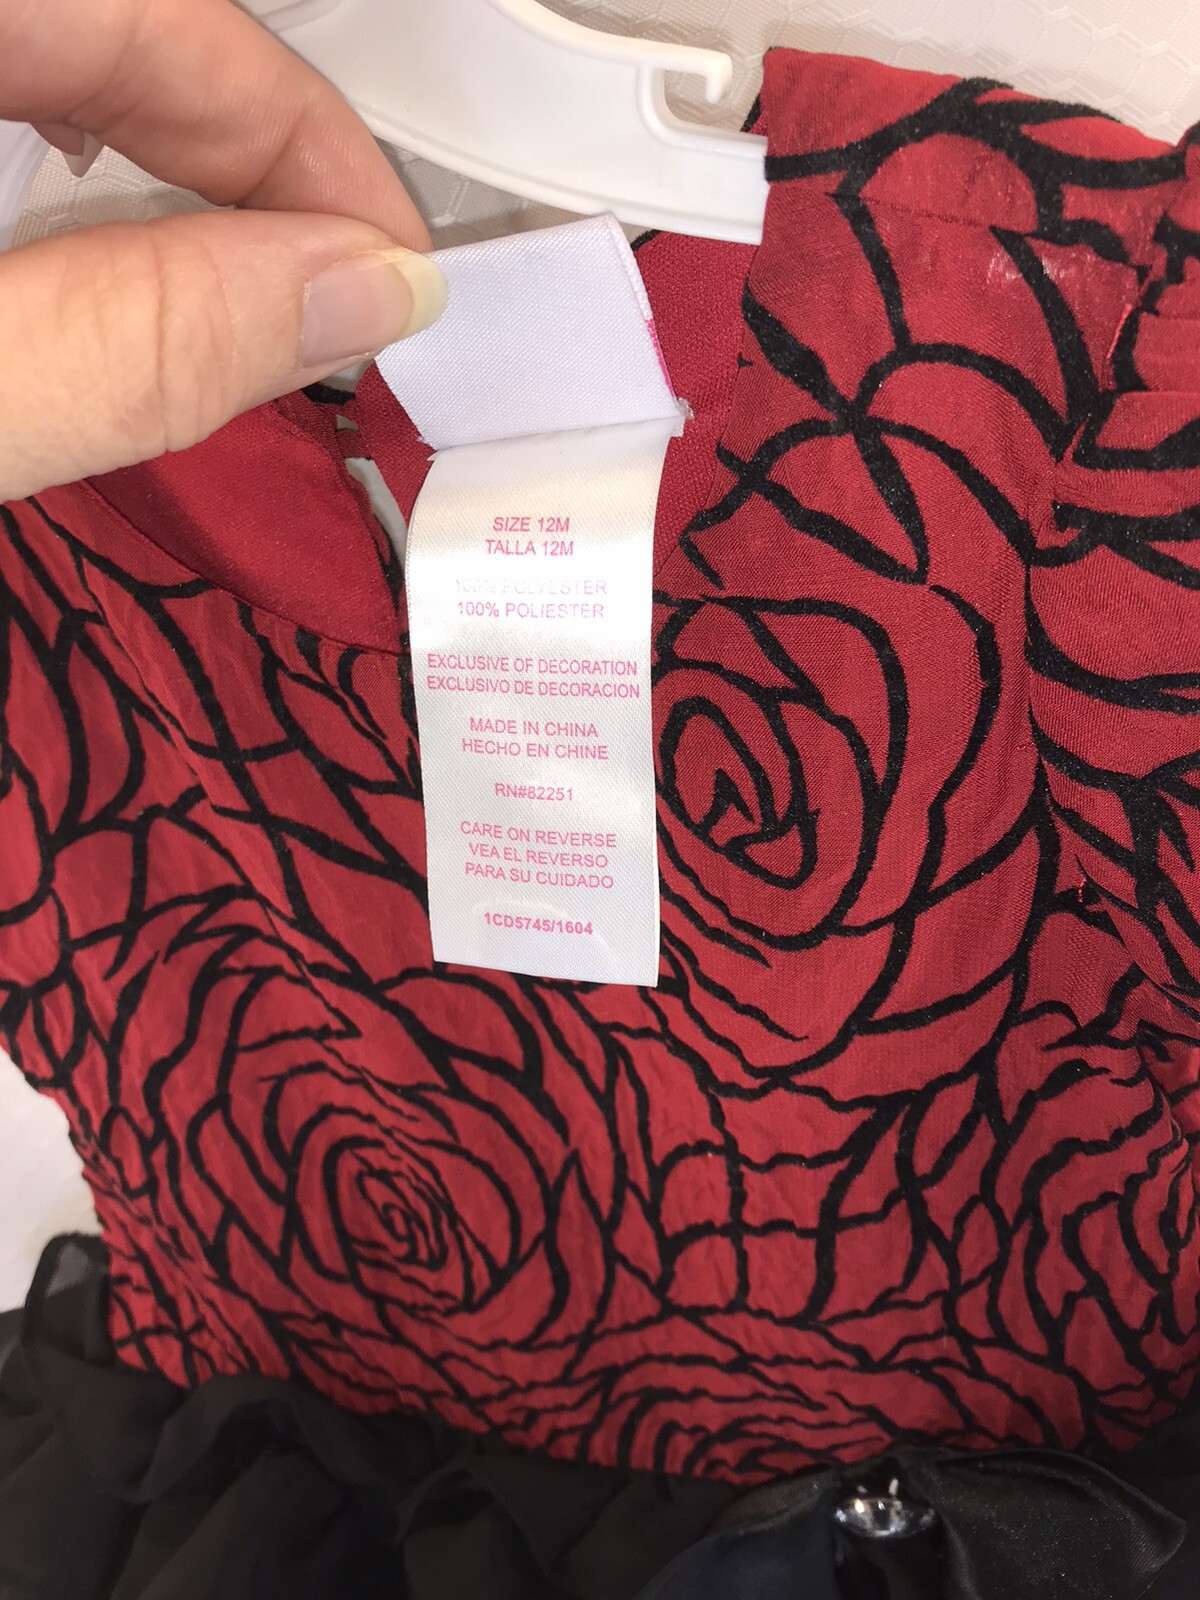 SIZE 12M
TALLA 12M
100% POLYESTER
100% POLIESTER
EXCLUSIVE OF DECORATION
EXCLUSIVO DE DECORACION
MADE IN CHINA
HECHO EN CHINE
RN#82251
CARE ON REVERSE
VEA EL REVERSO
PARA SU CUIDADO
1CD5745/1604